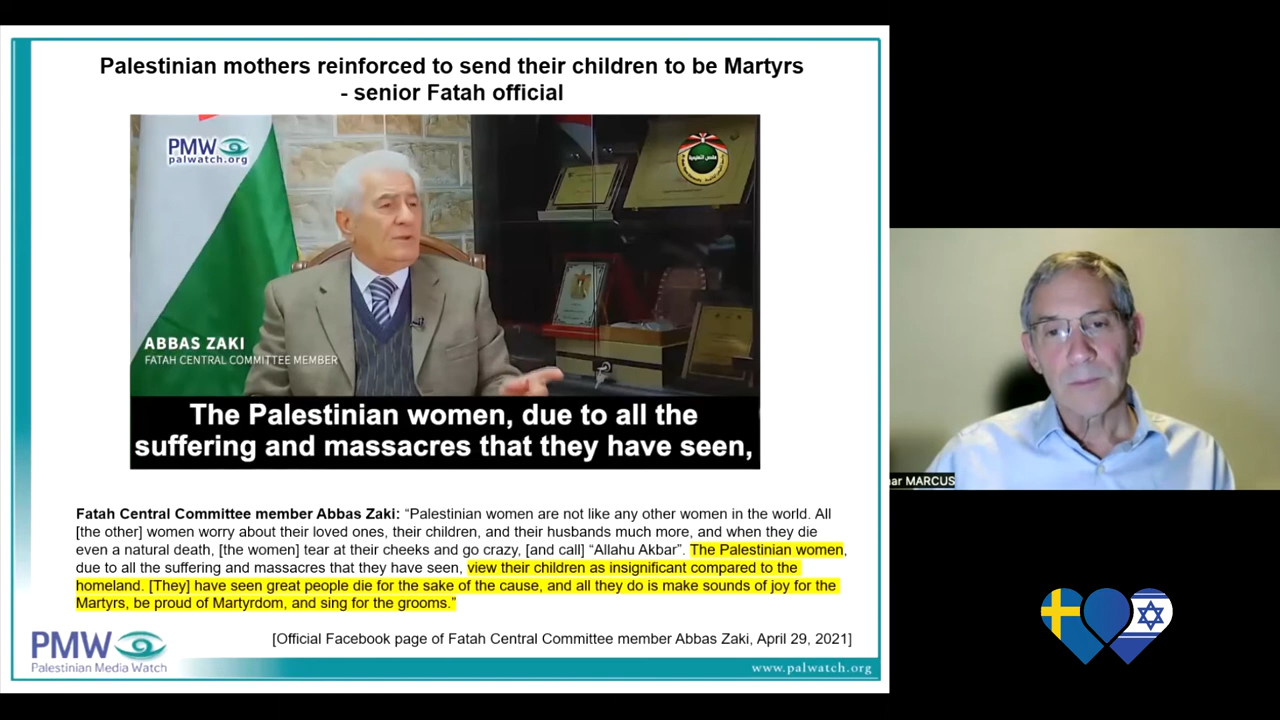 Palestinian mothers reinforced to send their children to be Martyrs
- senior Fatah official
PMW
palwatch.org
ABBAS ZAKI
FATAH CENTRAL COMMITTEE MEMBER
The Palestinian women, due to all the
suffering and massacres that they have seen,
Fatah Central Committee member Abbas Zaki: “Palestinian women are not like any other women in the world. All
[the other] women worry about their loved ones, their children, and their husbands much more, and when they die
even a natural death, [the women] tear at their cheeks and go crazy, [and call] “Allahu Akbar”. The Palestinian women,
due to all the suffering and massacres that they have seen, view their children as insignificant compared to the
homeland. [They] have seen great people die for the sake of the cause, and all they do is make sounds of joy for the
Martyrs, be proud of Martyrdom, and sing for the grooms.”
[Official Facebook page of Fatah Central Committee member Abbas Zaki, April 29, 2021]
PMW
Palestinian Media Watch
www.palwatch.org
ar MARCUS